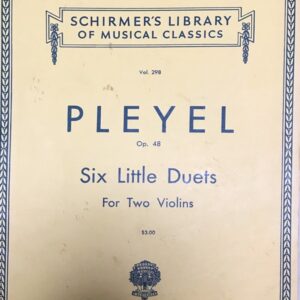 SCHIRMER'S LIBRARY
OF MUSICAL CLASSICS
Vol. 298
PLEYEL
Op. 48
Six Little Duets
For Two Violins
$3.00